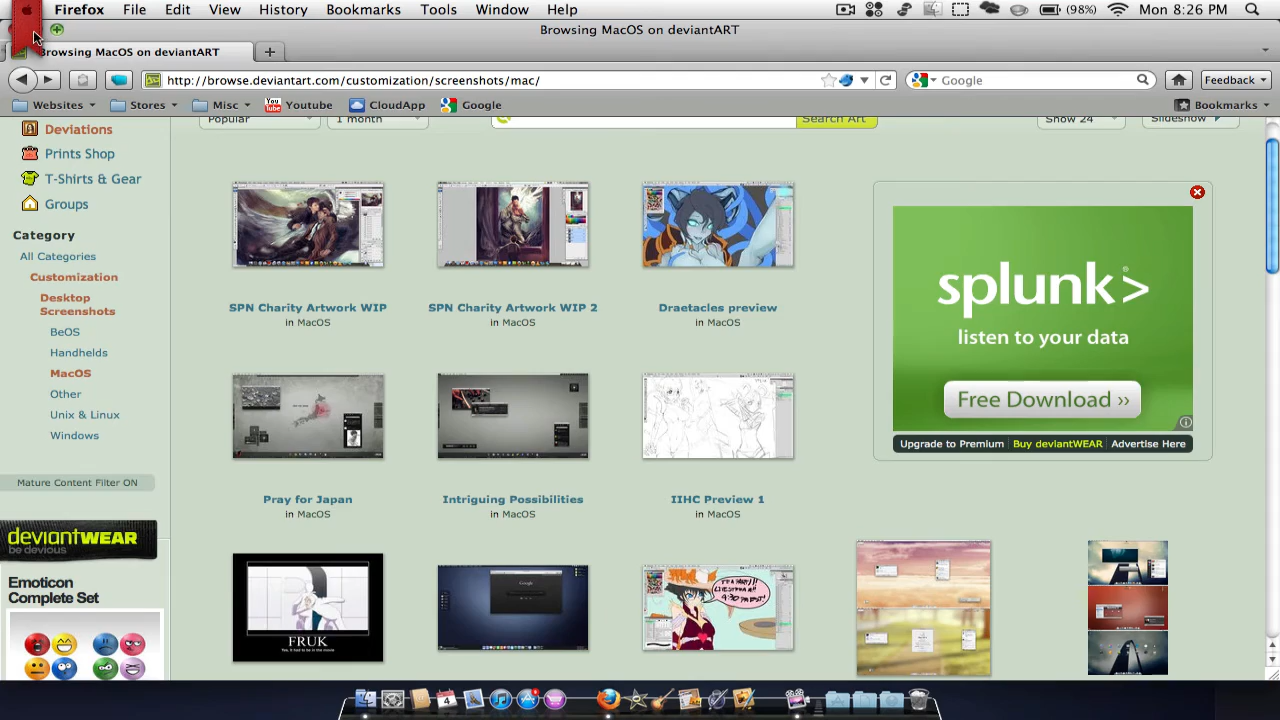 Firefox File Edit View History Bookmarks Tools Window Help (98%) Mon 8:26 PM
Browsing MacOS on deviantART
Browsing MacOS on deviantART
http://browse.deviantart.com/customization/screenshots/mac/ Google Feedback
Websites Stores Misc Youtube CloudApp Google Bookmarks
Popular 1 month Search Art Show 24 Slideshow
Deviations
Prints Shop
T-Shirts & Gear
Groups
Category
All Categories
Customization
Desktop
Screenshots
BeOS
Handhelds
MacOS
Other
Unix & Linux
Windows
Mature Content Filter ON
deviantWEAR
be devious
Emoticon
Complete Set
SPN Charity Artwork WIP
in MacOS
SPN Charity Artwork WIP 2
in MacOS
Draetacles preview
in MacOS
Pray for Japan
in MacOS
Intriguing Possibilities
in MacOS
IIHC Preview 1
in MacOS
FRUK
Google
splunk>
listen to your data
Free Download ››
Upgrade to Premium Buy deviantWEAR Advertise Here